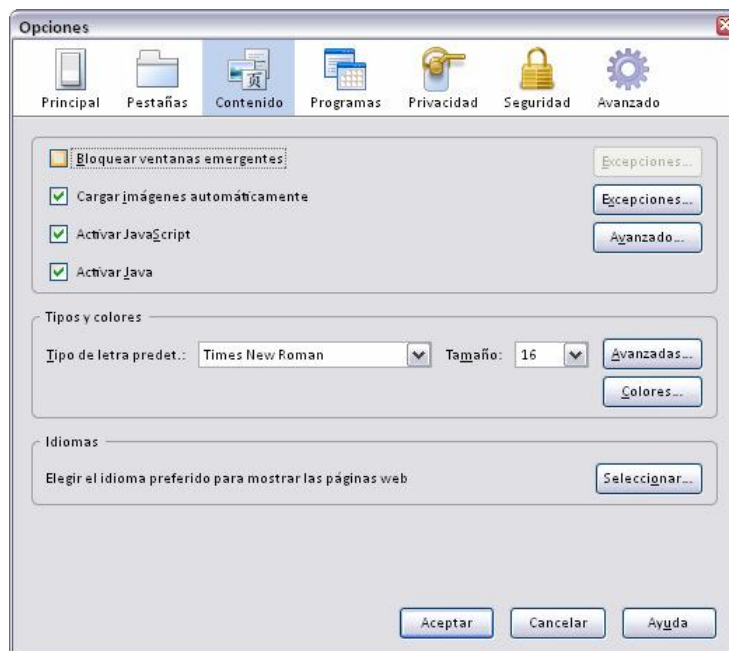 Opciones
Principal Pestañas Contenido Programas Privacidad Seguridad Avanzado
页
Bloquear ventanas emergentes Excepciones...
Cargar imágenes automáticamente Excepciones...
Activar JavaScript Avanzado...
Activar Java
Tipos y colores
Tipo de letra predet.: Times New Roman Tamaño: 16 Avanzadas...
Colores...
Idiomas
Elegir el idioma preferido para mostrar las páginas web Seleccionar...
Aceptar Cancelar Ayuda